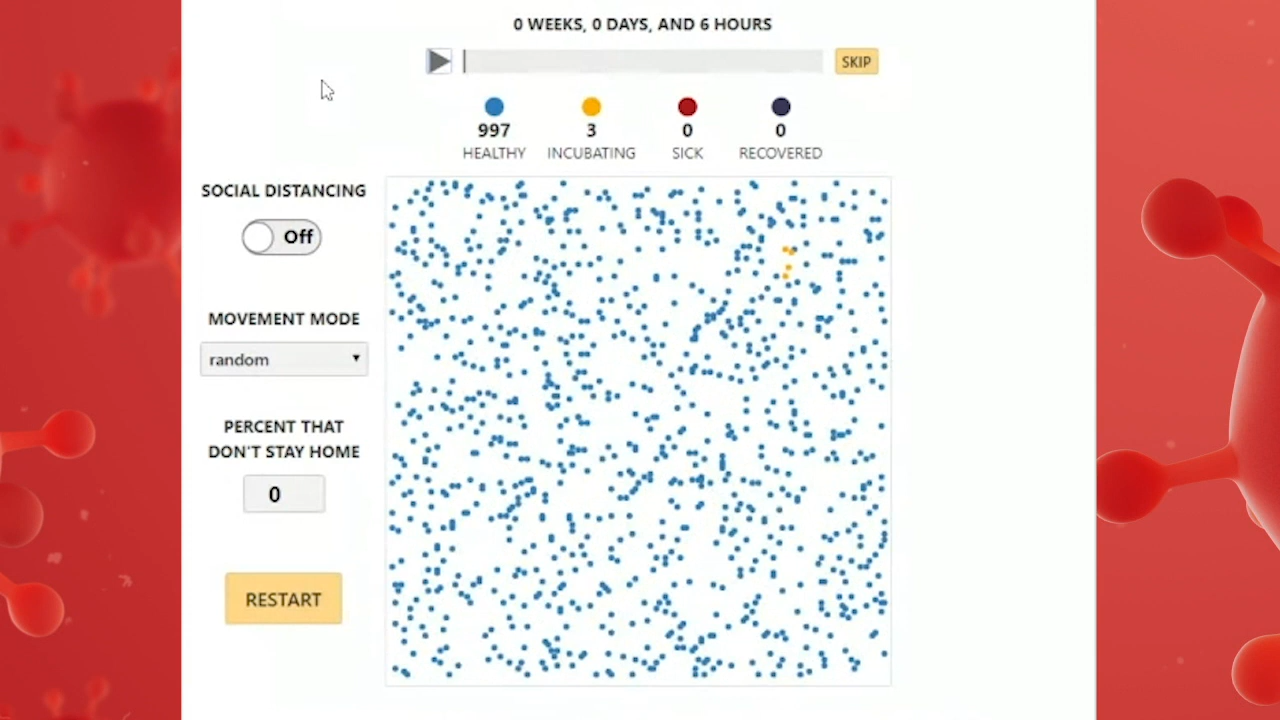 0 WEEKS, 0 DAYS, AND 6 HOURS
SKIP
997
HEALTHY
3
INCUBATING
0
SICK
0
RECOVERED
SOCIAL DISTANCING
Off
MOVEMENT MODE
random
PERCENT THAT
DON'T STAY HOME
0
RESTART